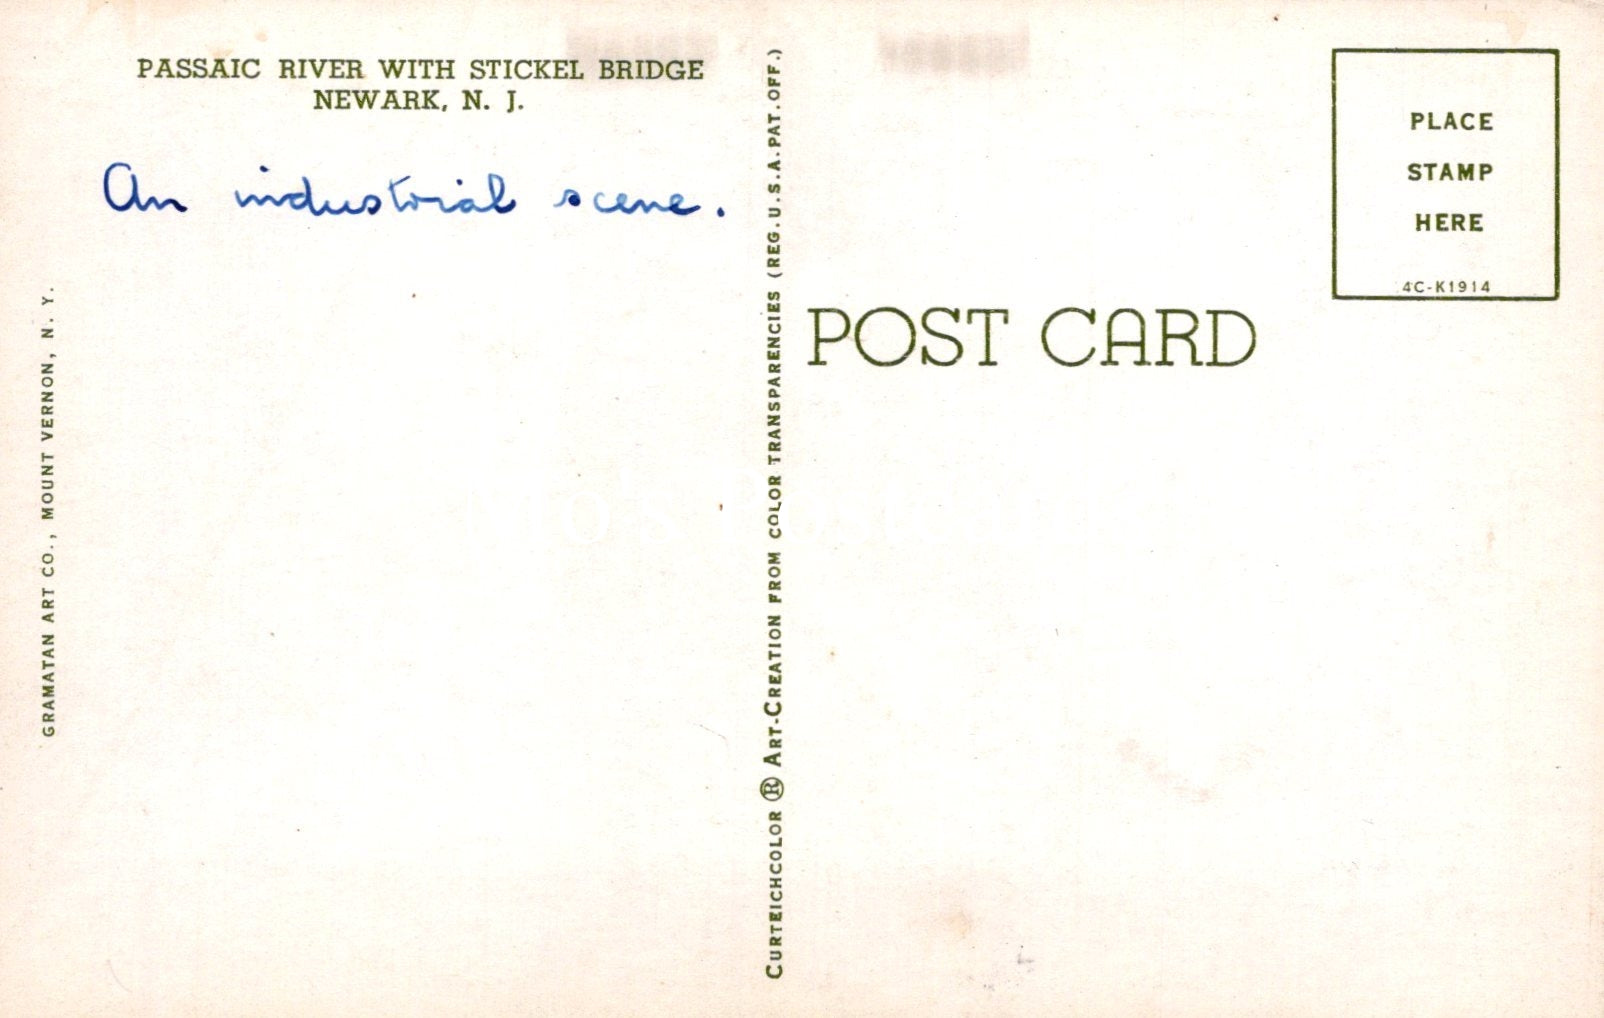 PASSAIC RIVER WITH STICKEL BRIDGE
NEWARK, N. J.
An industrial scene.
GRAMATAN ART CO., MOUNT VERNON, N. Y.
CURTEICHCOLOR ® ART-CREATION FROM COLOR TRANSPARENCIES (REG. U.S.A. PAT. OFF.)
POST CARD
PLACE
STAMP
HERE
4C-K1914